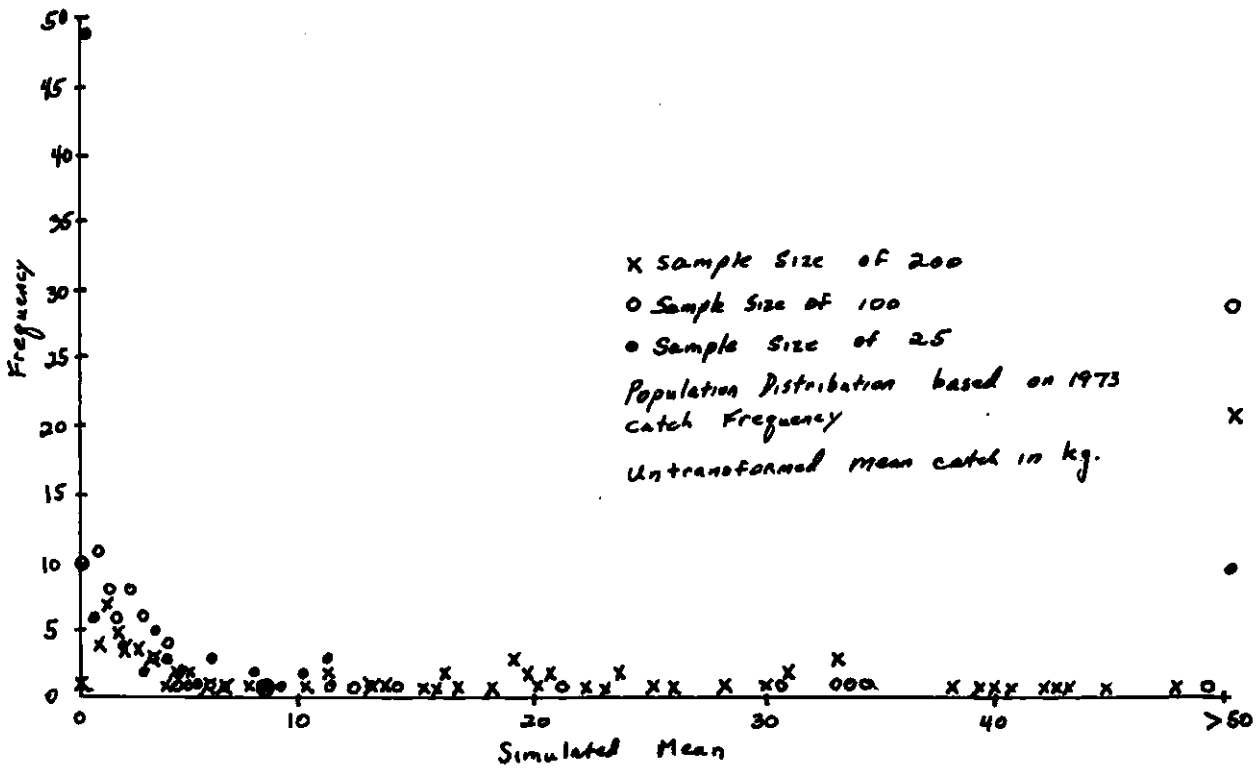 50
45
40
35
30
25
20
15
10
5
0
Frequency
x sample size of 200
o Sample size of 100
• Sample size of 25
Population Distribution based on 1973
catch Frequency
Untransformed mean catch in kg.
0 10 20 30 40 >50
Simulated Mean